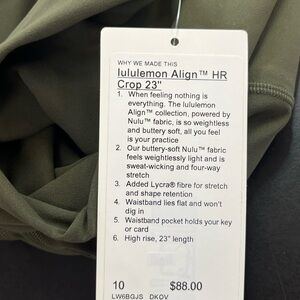 WHY WE MADE THIS
lululemon Align™ HR
Crop 23"
1. When feeling nothing is
everything. The lululemon
Align™ collection, powered by
Nulu™ fabric, is so weightless
and buttery soft, all you feel
is your practice
2. Our buttery-soft Nulu™ fabric
feels weightlessly light and is
sweat-wicking and four-way
stretch
3. Added Lycra® fibre for stretch
and shape retention
4. Waistband lies flat and won't
dig in
5. Waistband pocket holds your key
or card
6. High rise, 23" length
10 $88.00
LW6BGJS DKOV